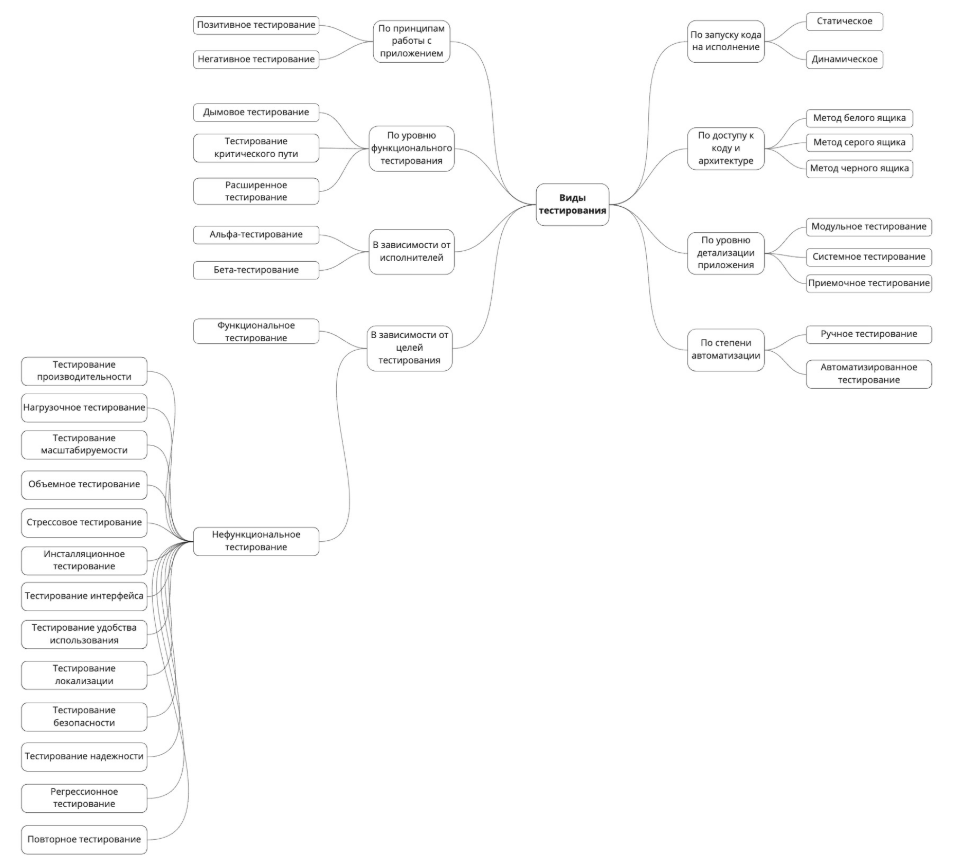 Виды
тестирования
По принципам
работы с
приложением
Позитивное тестирование
Негативное тестирование
По уровню
функционального
тестирования
Дымовое тестирование
Тестирование
критического пути
Расширенное
тестирование
В зависимости от
исполнителей
Альфа-тестирование
Бета-тестирование
В зависимости от
целей
тестирования
Функциональное
тестирование
Нефункциональное
тестирование
Тестирование
производительности
Нагрузочное тестирование
Тестирование
масштабируемости
Объемное тестирование
Стрессовое тестирование
Инсталляционное
тестирование
Тестирование интерфейса
Тестирование удобства
использования
Тестирование
локализации
Тестирование
безопасности
Тестирование надежности
Регрессионное
тестирование
Повторное тестирование
По запуску кода
на исполнение
Статическое
Динамическое
По доступу к
коду и
архитектуре
Метод белого ящика
Метод серого ящика
Метод черного ящика
По уровню
детализации
приложения
Модульное тестирование
Системное тестирование
Приемочное тестирование
По степени
автоматизации
Ручное тестирование
Автоматизированное
тестирование